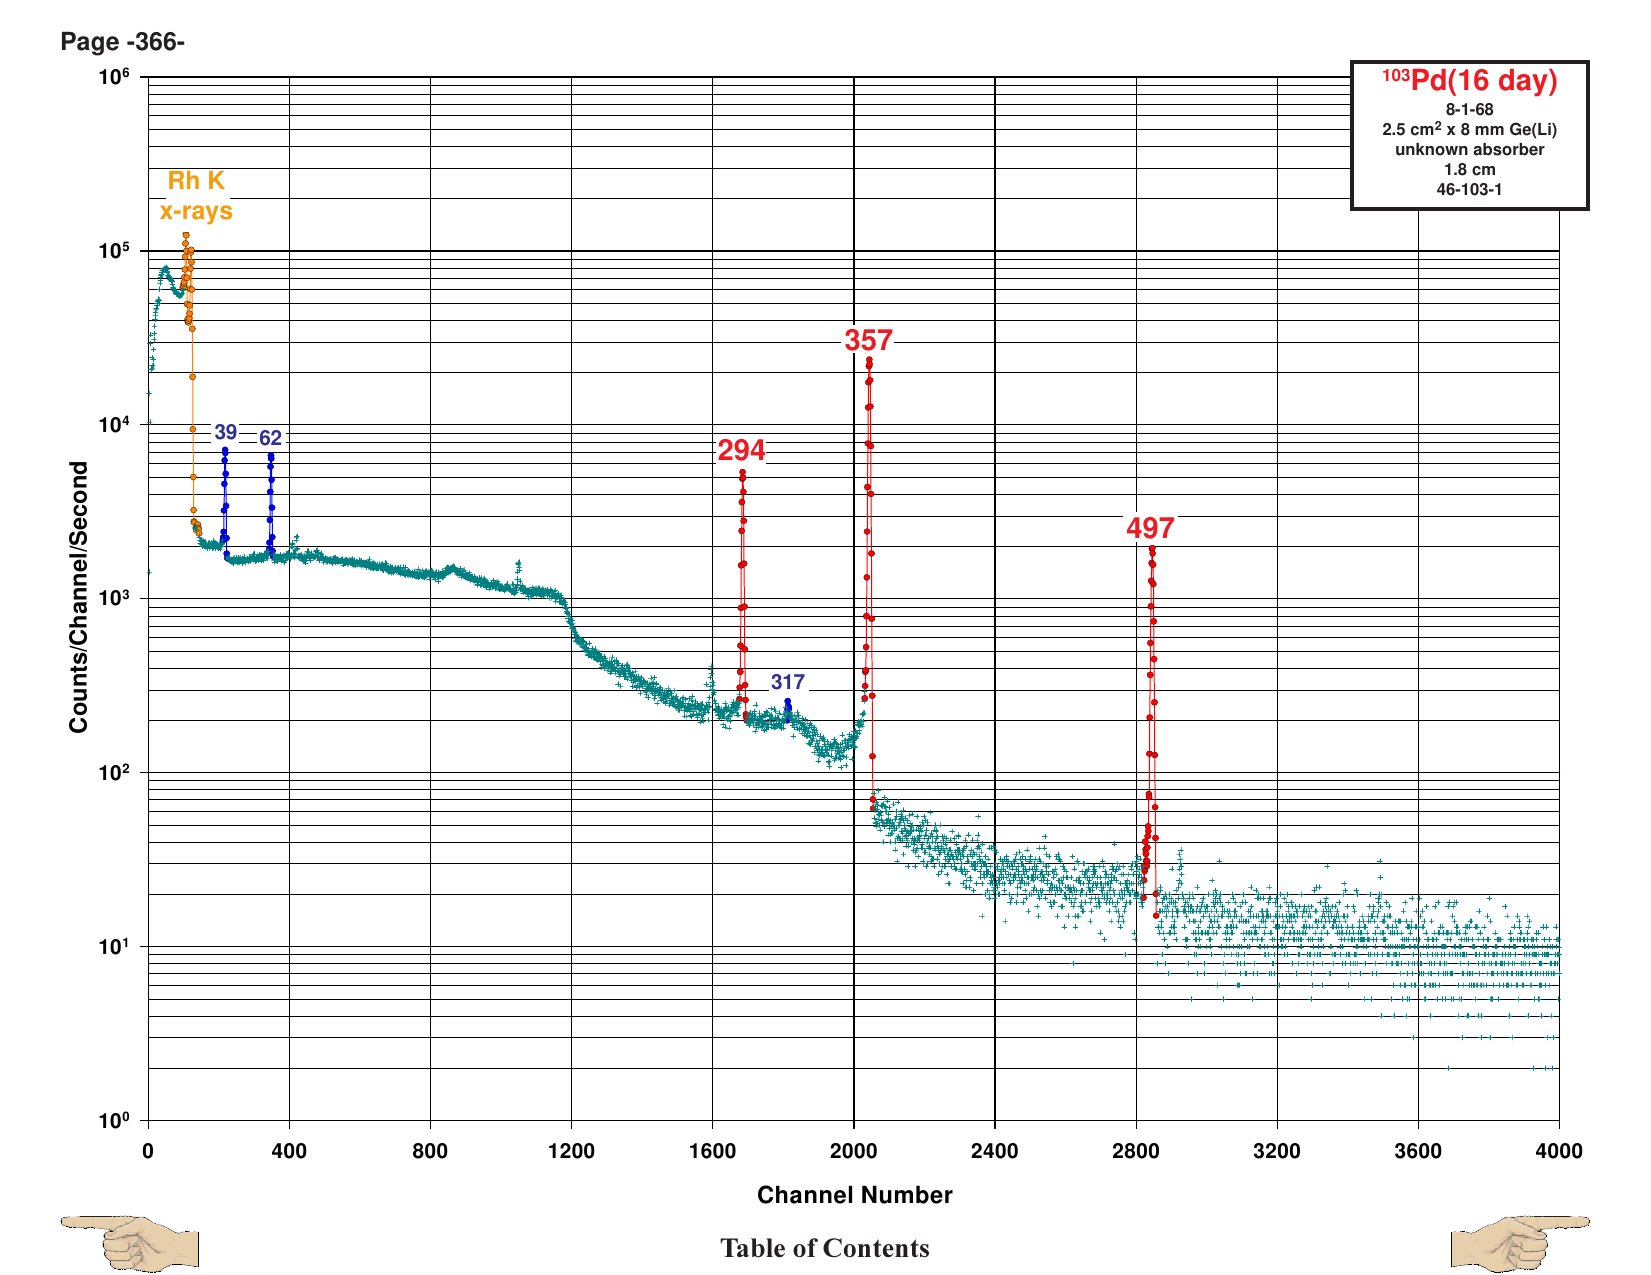 Page -366-
¹⁰³Pd(16 day)
8-1-68
2.5 cm² x 8 mm Ge(Li)
unknown absorber
1.8 cm
46-103-1
Rh K
x-rays
39
62
294
317
357
497
10⁶
10⁵
10⁴
10³
10²
10¹
10⁰
Counts/Channel/Second
0 400 800 1200 1600 2000 2400 2800 3200 3600 4000
Channel Number
Table of Contents